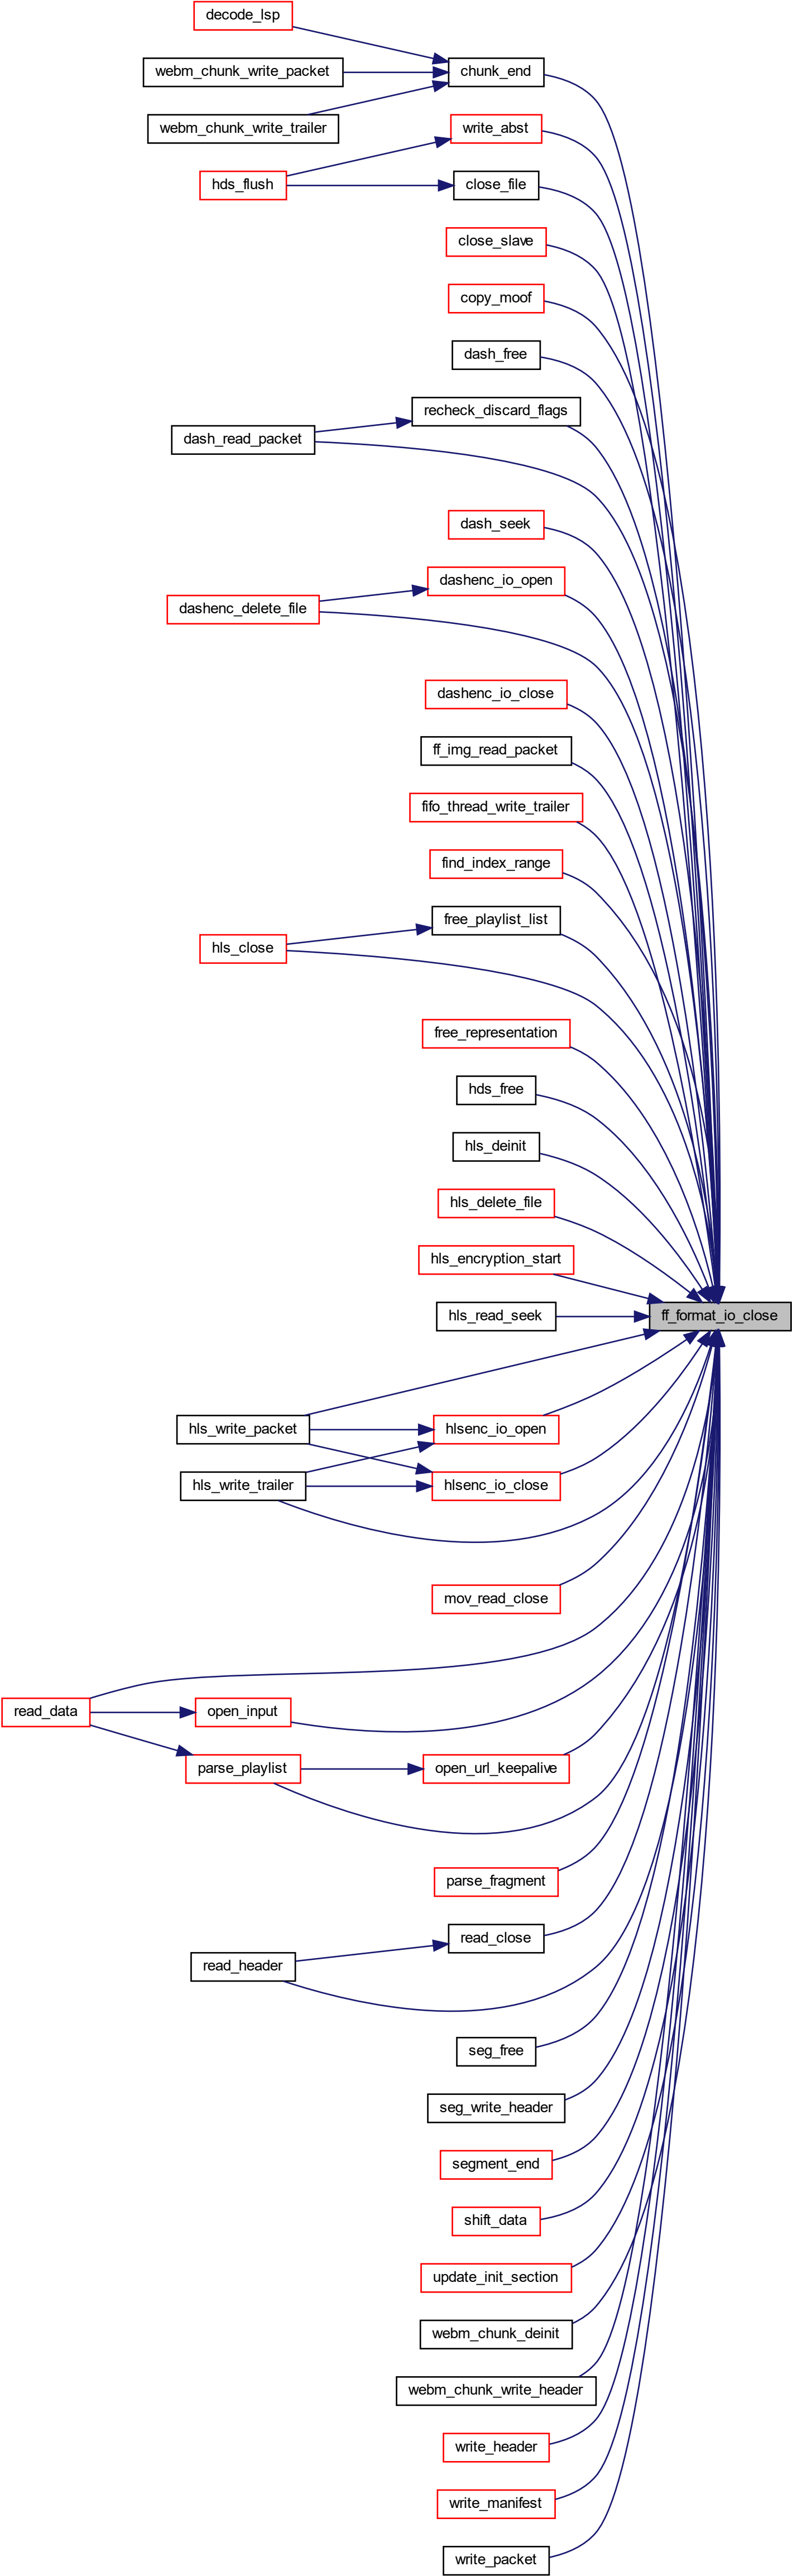 decode_lsp
webm_chunk_write_packet
chunk_end
webm_chunk_write_trailer
write_abst
hds_flush
close_file
close_slave
copy_moof
dash_free
recheck_discard_flags
dash_read_packet
dash_seek
dashenc_io_open
dashenc_delete_file
dashenc_io_close
ff_img_read_packet
fifo_thread_write_trailer
find_index_range
free_playlist_list
hls_close
free_representation
hds_free
hls_deinit
hls_delete_file
hls_encryption_start
hls_read_seek
ff_format_io_close
hls_write_packet
hlsenc_io_open
hls_write_trailer
hlsenc_io_close
mov_read_close
read_data
open_input
parse_playlist
open_url_keepalive
parse_fragment
read_close
read_header
seg_free
seg_write_header
segment_end
shift_data
update_init_section
webm_chunk_deinit
webm_chunk_write_header
write_header
write_manifest
write_packet